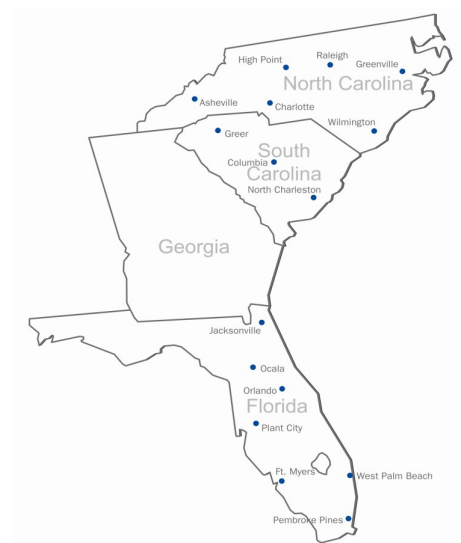 High Point
Raleigh
Greenville
North Carolina
Asheville
Charlotte
Wilmington
Greer
South
Carolina
Columbia
North Charleston
Georgia
Jacksonville
Ocala
Orlando
Florida
Plant City
Ft. Myers
West Palm Beach
Pembroke Pines